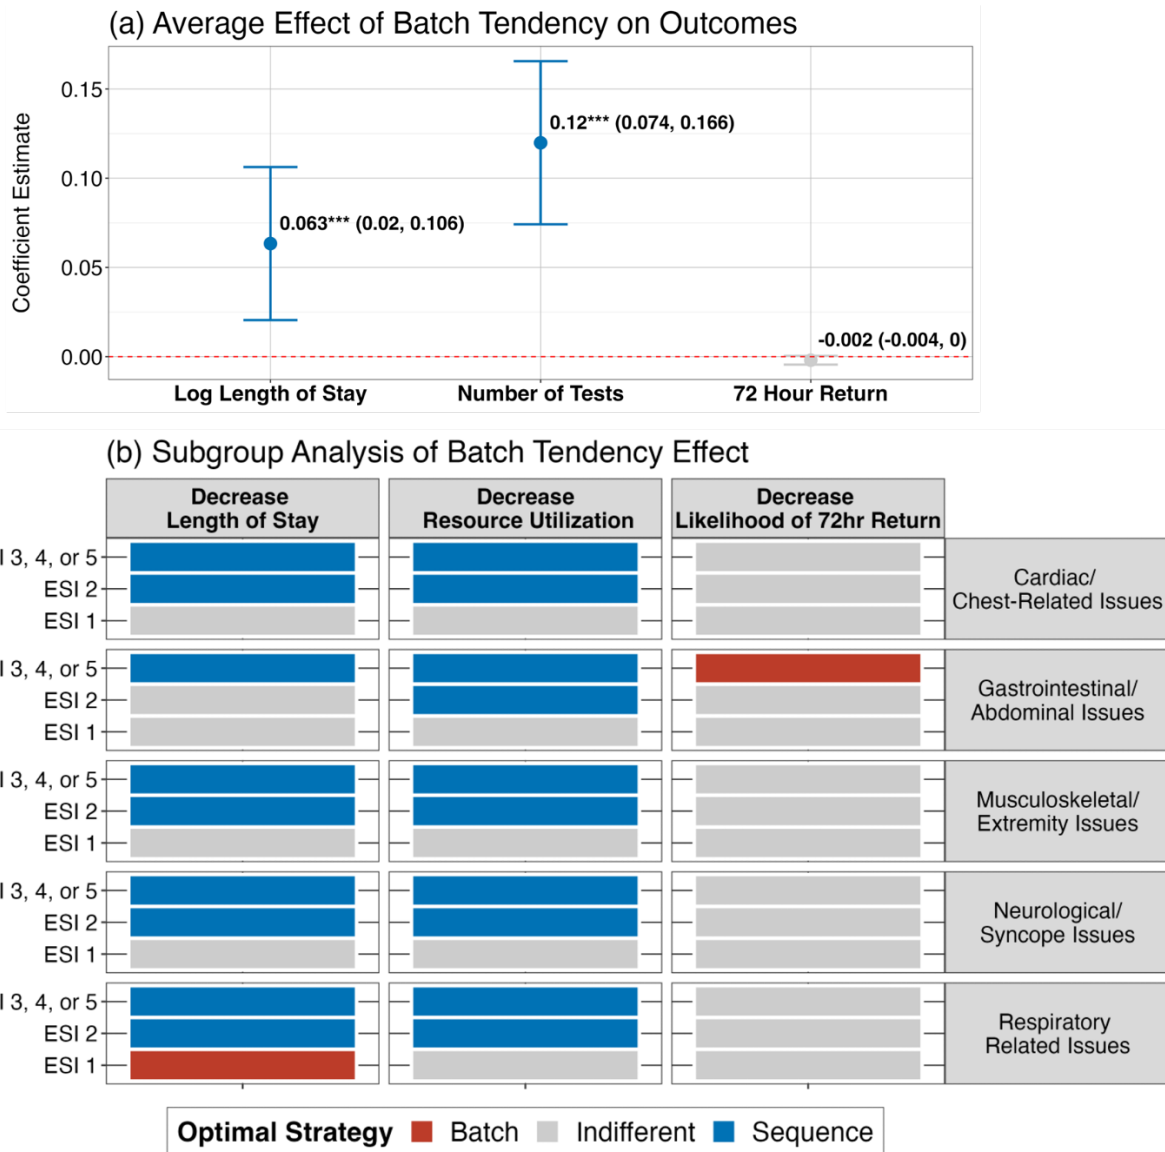 (a) Average Effect of Batch Tendency on Outcomes
Coefficient Estimate
0.15
0.10
0.05
0.00
0.063*** (0.02, 0.106)
0.12*** (0.074, 0.166)
-0.002 (-0.004, 0)
Log Length of Stay
Number of Tests
72 Hour Return
(b) Subgroup Analysis of Batch Tendency Effect
Decrease
Length of Stay
Decrease
Resource Utilization
Decrease
Likelihood of 72hr Return
I 3, 4, or 5
ESI 2
ESI 1
Cardiac/
Chest-Related Issues
I 3, 4, or 5
ESI 2
ESI 1
Gastrointestinal/
Abdominal Issues
I 3, 4, or 5
ESI 2
ESI 1
Musculoskeletal/
Extremity Issues
I 3, 4, or 5
ESI 2
ESI 1
Neurological/
Syncope Issues
I 3, 4, or 5
ESI 2
ESI 1
Respiratory
Related Issues
Optimal Strategy Batch Indifferent Sequence